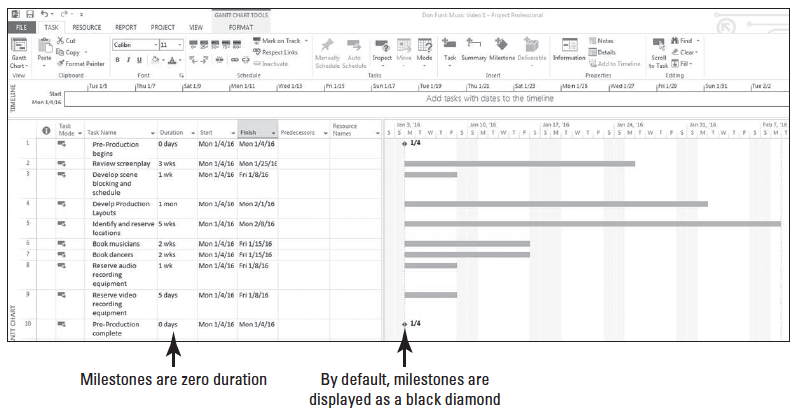 GANTT CHART TOOLS
Don Funk Music Video 1 - Project Professional
FILE TASK RESOURCE REPORT PROJECT VIEW FORMAT
Gantt Chart
View
Paste
Cut
Copy
Format Painter
Clipboard
Calibri 11
B I U
Font
Mark on Track
Respect Links
Inactivate
Schedule
Manually Schedule
Auto Schedule
Inspect
Move
Mode
Tasks
Task
Summary
Milestone
Deliverable
Insert
Information
Notes
Details
Add to Timeline
Properties
Scroll to Task
Find
Clear
Fill
Editing
TIMELINE
Start
Mon 1/4/16
Tue 1/5 Thu 1/7 Sat 1/9 Mon 1/11 Wed 1/13 Fri 1/15 Sun 1/17 Tue 1/19 Thu 1/21 Sat 1/23 Mon 1/25 Wed 1/27 Fri 1/29 Sun 1/31 Tue 2/2
Add tasks with dates to the timeline
Task Mode Task Name Duration Start Finish Predecessors Resource Names
Jan 3, '16 Jan 10, '16 Jan 17, '16 Jan 24, '16 Jan 31, '16 Feb 7, '16
S S M T W T F S S M T W T F S S M T W T F S S M T W T F S S M T W T F S S M T
1 Pre-Production begins 0 days Mon 1/4/16 Mon 1/4/16 1/4
2 Review screenplay 3 wks Mon 1/4/16 Mon 1/25/16
3 Develop scene blocking and schedule 1 wk Mon 1/4/16 Fri 1/8/16
4 Develp Production Layouts 1 mon Mon 1/4/16 Mon 2/1/16
5 Identify and reserve locations 5 wks Mon 1/4/16 Mon 2/8/16
6 Book musicians 2 wks Mon 1/4/16 Fri 1/15/16
7 Book dancers 2 wks Mon 1/4/16 Fri 1/15/16
8 Reserve audio recording equipment 1 wk Mon 1/4/16 Fri 1/8/16
9 Reserve video recording equipment 5 days Mon 1/4/16 Fri 1/8/16
10 Pre-Production complete 0 days Mon 1/4/16 Mon 1/4/16 1/4
Milestones are zero duration
By default, milestones are
displayed as a black diamond